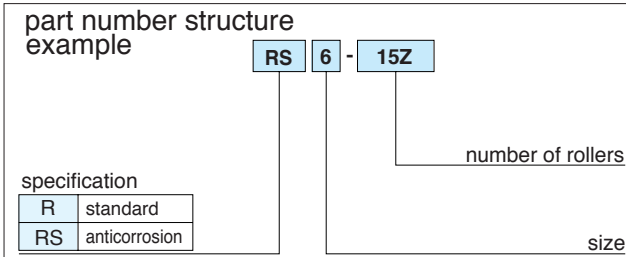 part number structure
example
RS 6 - 15Z
number of rollers
specification
R standard
RS anticorrosion
size